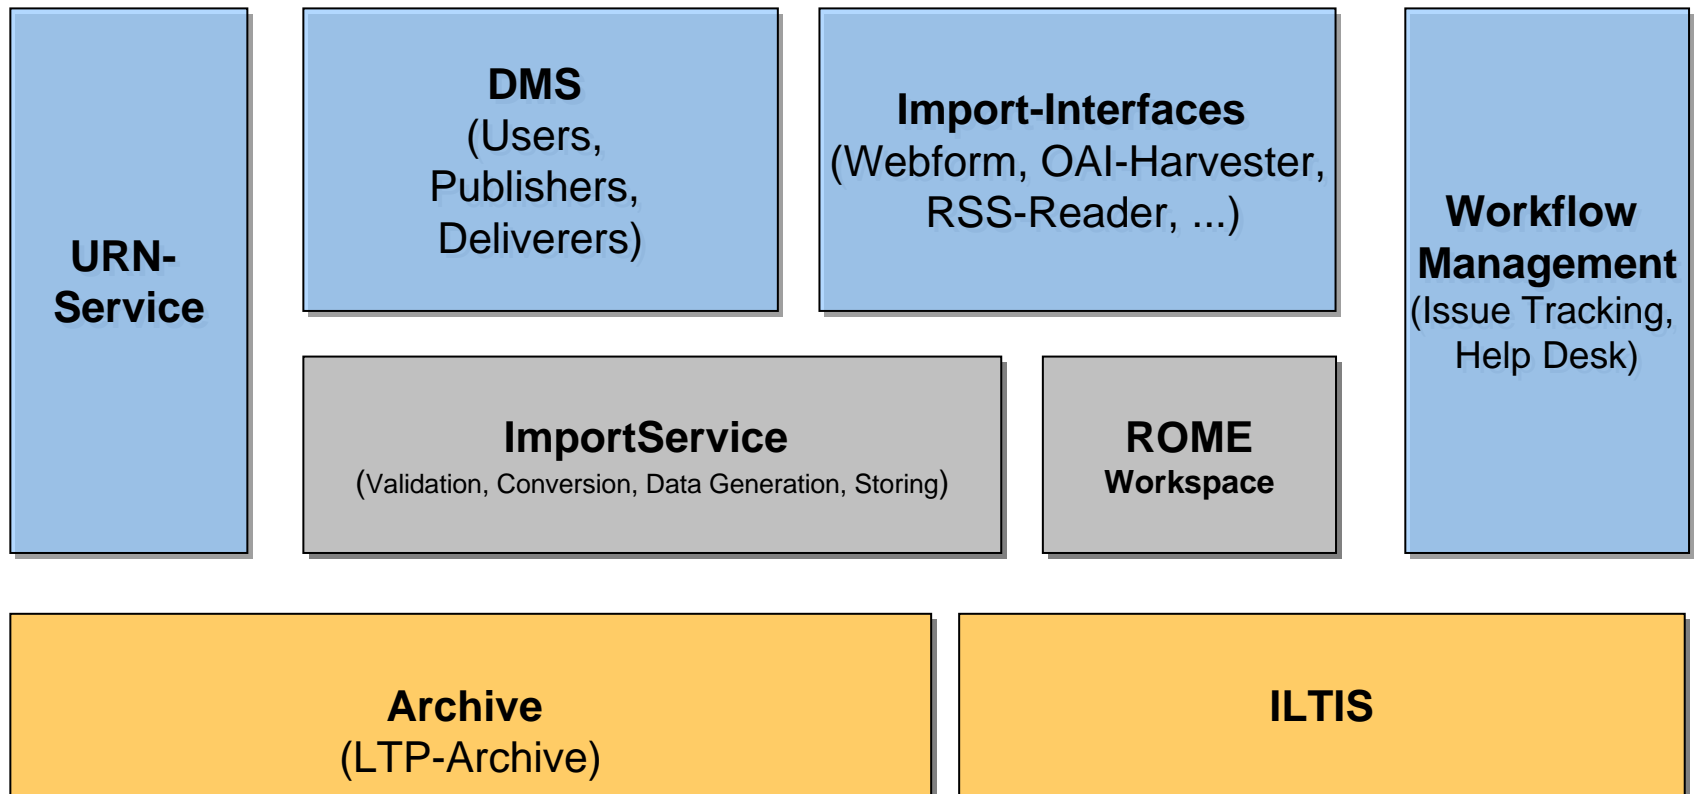 URN-
Service
DMS
(Users,
Publishers,
Deliverers)
Import-Interfaces
(Webform, OAI-Harvester,
RSS-Reader, ...)
Workflow
Management
(Issue Tracking,
Help Desk)
ImportService
(Validation, Conversion, Data Generation, Storing)
ROME
Workspace
Archive
(LTP-Archive)
ILTIS